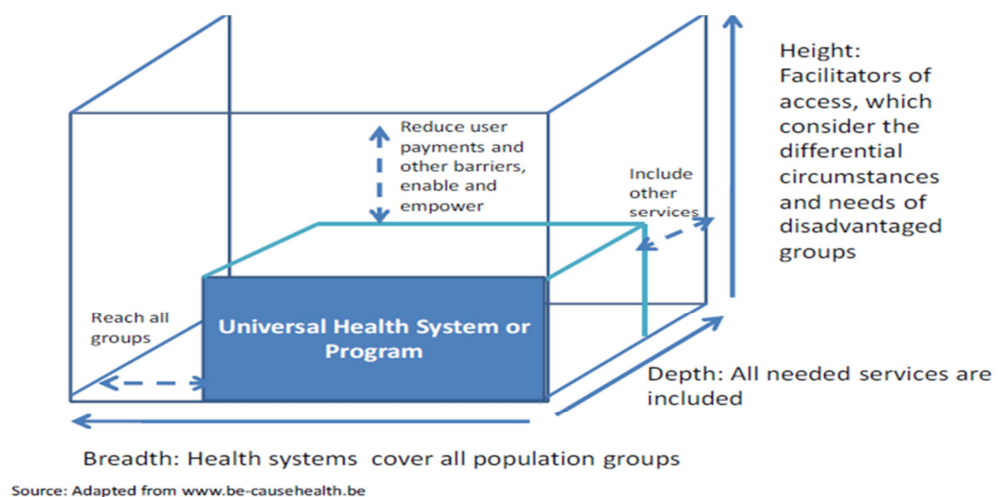 Height:
Facilitators of
access, which
consider the
differential
circumstances
and needs of
disadvantaged
groups
Reduce user
payments and
other barriers,
enable and
empower
Include
other
services
Reach all
groups
Universal Health System or
Program
Depth: All needed services are
included
Breadth: Health systems cover all population groups
Source: Adapted from www.be-causehealth.be